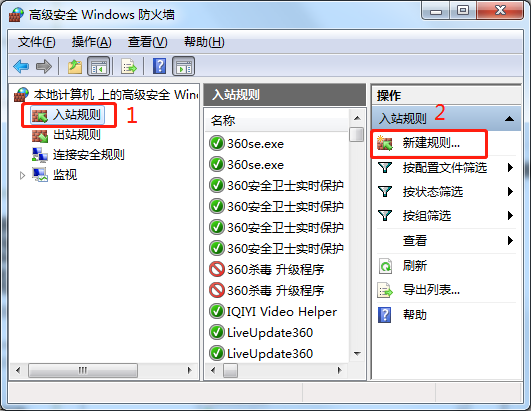 高级安全 Windows 防火墙
文件(F) 操作(A) 查看(V) 帮助(H)
本地计算机 上的高级安全 Win
入站规则 1
出站规则
连接安全规则
监视
入站规则
名称
360se.exe
360se.exe
360安全卫士实时保护
360安全卫士实时保护
360安全卫士实时保护
360安全卫士实时保护
360杀毒 升级程序
360杀毒 升级程序
IQIYI Video Helper
LiveUpdate360
LiveUpdate360
操作
入站规则 2
新建规则...
按配置文件筛选
按状态筛选
按组筛选
查看
刷新
导出列表...
帮助